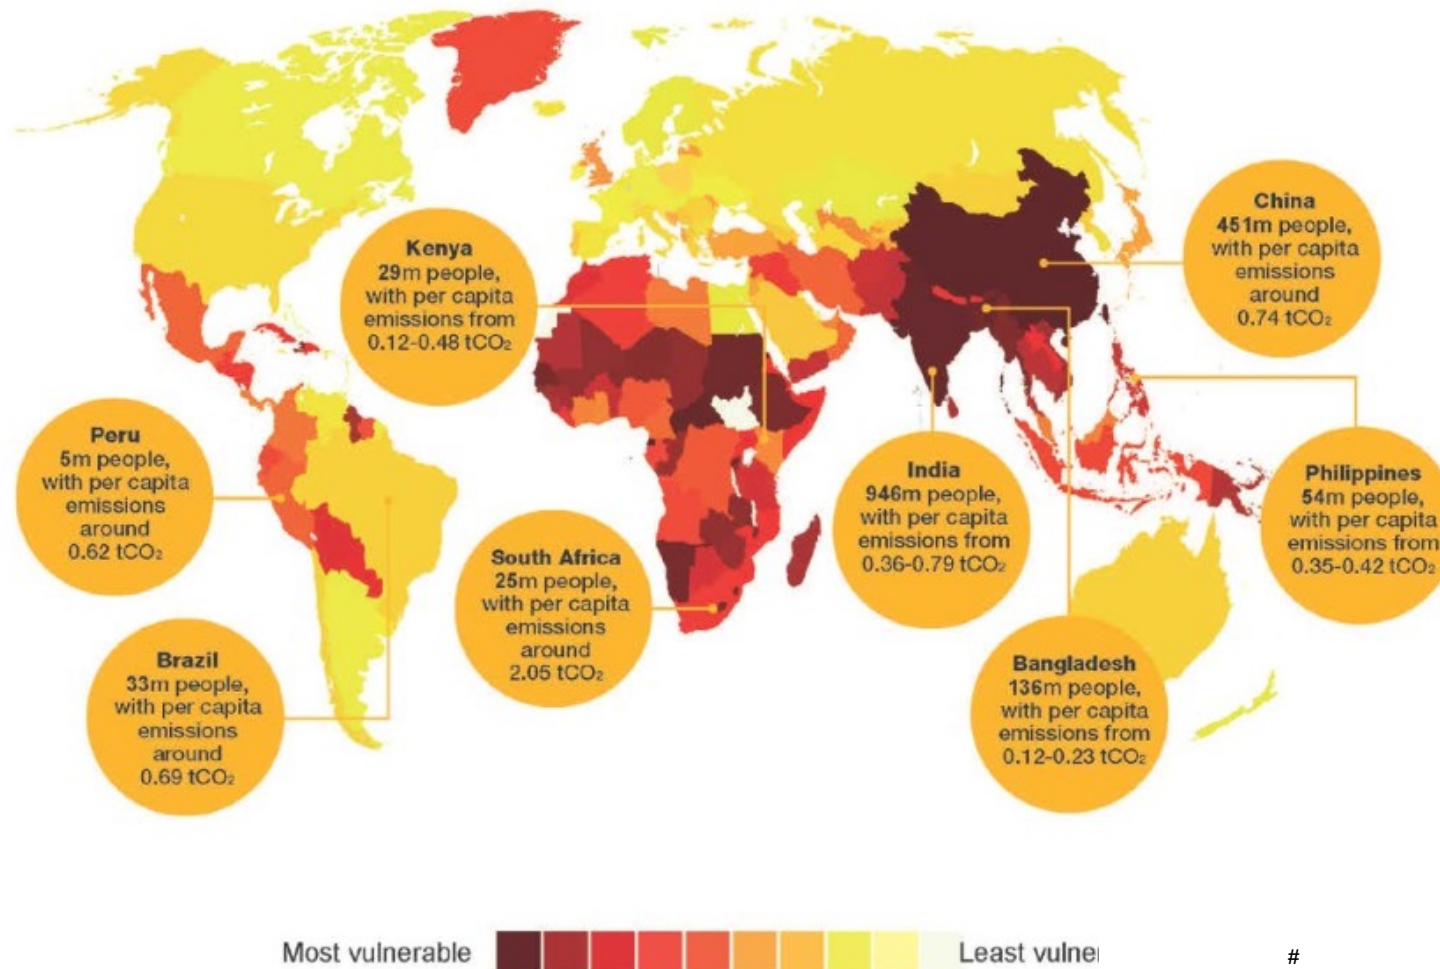 Kenya
29m people,
with per capita
emissions from
0.12-0.48 tCO₂
China
451m people,
with per capita
emissions
around
0.74 tCO₂
Peru
5m people,
with per capita
emissions
around
0.62 tCO₂
India
946m people,
with per capita
emissions from
0.36-0.79 tCO₂
Philippines
54m people,
with per capita
emissions from
0.35-0.42 tCO₂
South Africa
25m people,
with per capita
emissions
around
2.05 tCO₂
Brazil
33m people,
with per capita
emissions
around
0.69 tCO₂
Bangladesh
136m people,
with per capita
emissions from
0.12-0.23 tCO₂
Most vulnerable
Least vulner
#